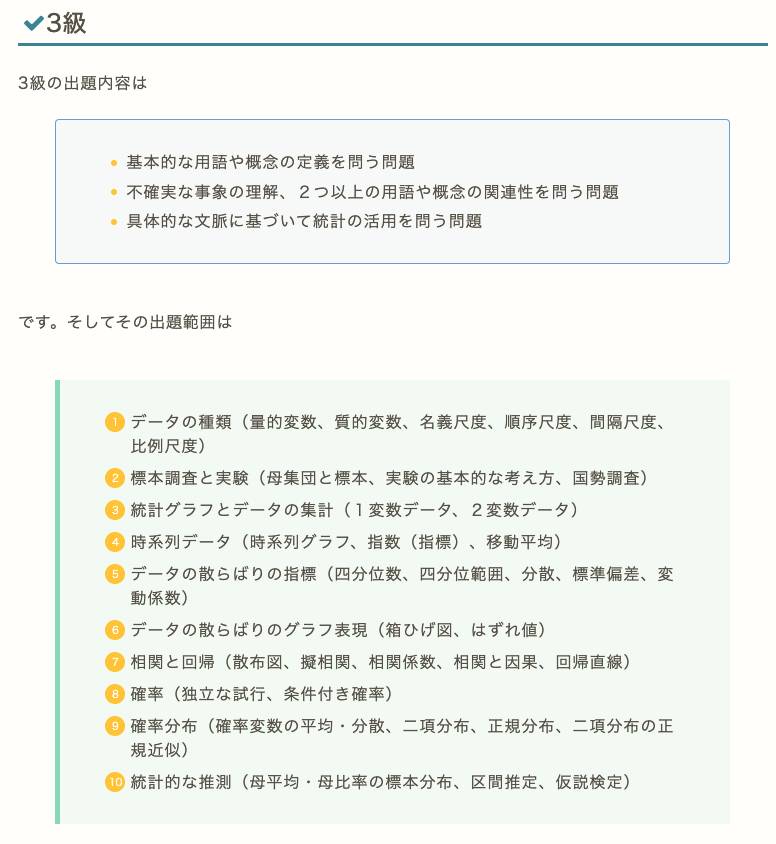 3級
3級の出題内容は
基本的な用語や概念の定義を問う問題
不確実な事象の理解、２つ以上の用語や概念の関連性を問う問題
具体的な文脈に基づいて統計の活用を問う問題
です。そしてその出題範囲は
1 データの種類（量的変数、質的変数、名義尺度、順序尺度、間隔尺度、
比例尺度）
2 標本調査と実験（母集団と標本、実験の基本的な考え方、国勢調査）
3 統計グラフとデータの集計（１変数データ、２変数データ）
4 時系列データ（時系列グラフ、指数（指標）、移動平均）
5 データの散らばりの指標（四分位数、四分位範囲、分散、標準偏差、変
動係数）
6 データの散らばりのグラフ表現（箱ひげ図、はずれ値）
7 相関と回帰（散布図、擬相関、相関係数、相関と因果、回帰直線）
8 確率（独立な試行、条件付き確率）
9 確率分布（確率変数の平均・分散、二項分布、正規分布、二項分布の正
規近似）
10 統計的な推測（母平均・母比率の標本分布、区間推定、仮説検定）